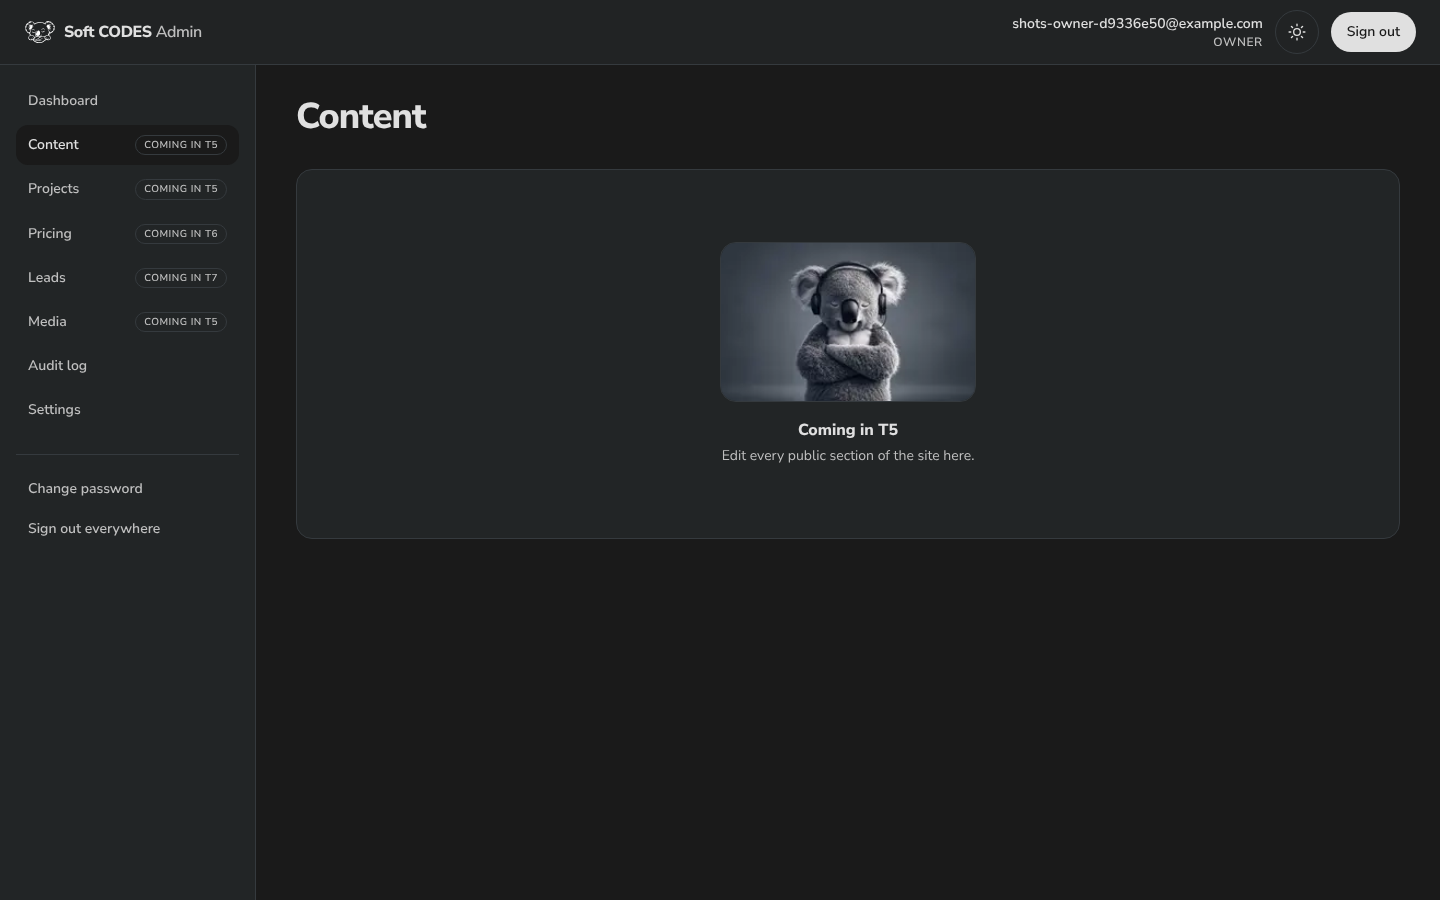 Soft CODES Admin
shots-owner-d9336e50@example.com
OWNER
Sign out
Dashboard
Content COMING IN T5
Projects COMING IN T5
Pricing COMING IN T6
Leads COMING IN T7
Media COMING IN T5
Audit log
Settings
Change password
Sign out everywhere
Content
Coming in T5
Edit every public section of the site here.